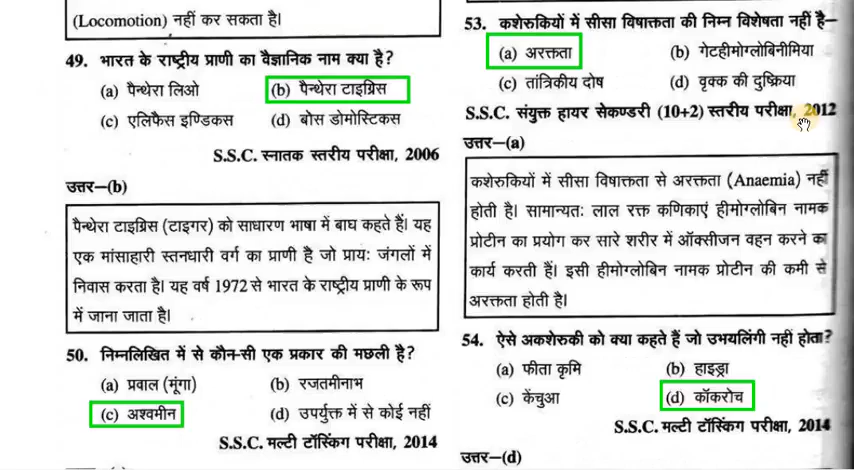 (Locomotion) नहीं कर सकता है।
49. भारत के राष्ट्रीय प्राणी का वैज्ञानिक नाम क्या है?
(a) पैन्थेरा लिओ (b) पैन्थेरा टाइग्रिस
(c) एलिफैस इण्डिकस (d) बोस डोमोस्टिकस
S.S.C. स्नातक स्तरीय परीक्षा, 2006
उत्तर—(b)
पैन्थेरा टाइग्रिस (टाइगर) को साधारण भाषा में बाघ कहते हैं। यह
एक मांसाहारी स्तनधारी वर्ग का प्राणी है जो प्रायः जंगलों में
निवास करता है। यह वर्ष 1972 से भारत के राष्ट्रीय प्राणी के रूप
में जाना जाता है।
50. निम्नलिखित में से कौन-सी एक प्रकार की मछली है?
(a) प्रवाल (मूंगा) (b) रजतमीनाभ
(c) अश्वमीन (d) उपर्युक्त में से कोई नहीं
S.S.C. मल्टी टॉस्किंग परीक्षा, 2014
53. कशेरुकियों में सीसा विषाक्तता की निम्न विशेषता नहीं है—
(a) अरक्तता (b) गेटहीमोग्लोबिनीमिया
(c) तांत्रिकीय दोष (d) वृक्क की दुष्क्रिया
S.S.C. संयुक्त हायर सेकण्डरी (10+2) स्तरीय परीक्षा, 2012
उत्तर—(a)
कशेरुकियों में सीसा विषाक्तता से अरक्तता (Anaemia) नहीं
होती है। सामान्यतः लाल रक्त कणिकाएं हीमोग्लोबिन नामक
प्रोटीन का प्रयोग कर सारे शरीर में ऑक्सीजन वहन करने का
कार्य करती हैं। इसी हीमोग्लोबिन नामक प्रोटीन की कमी से
अरक्तता होती है।
54. ऐसे अकशेरुकी को क्या कहते हैं जो उभयलिंगी नहीं होता?
(a) फीता कृमि (b) हाइड्रा
(c) केंचुआ (d) कॉकरोच
S.S.C. मल्टी टॉस्किंग परीक्षा, 2014
उत्तर—(d)